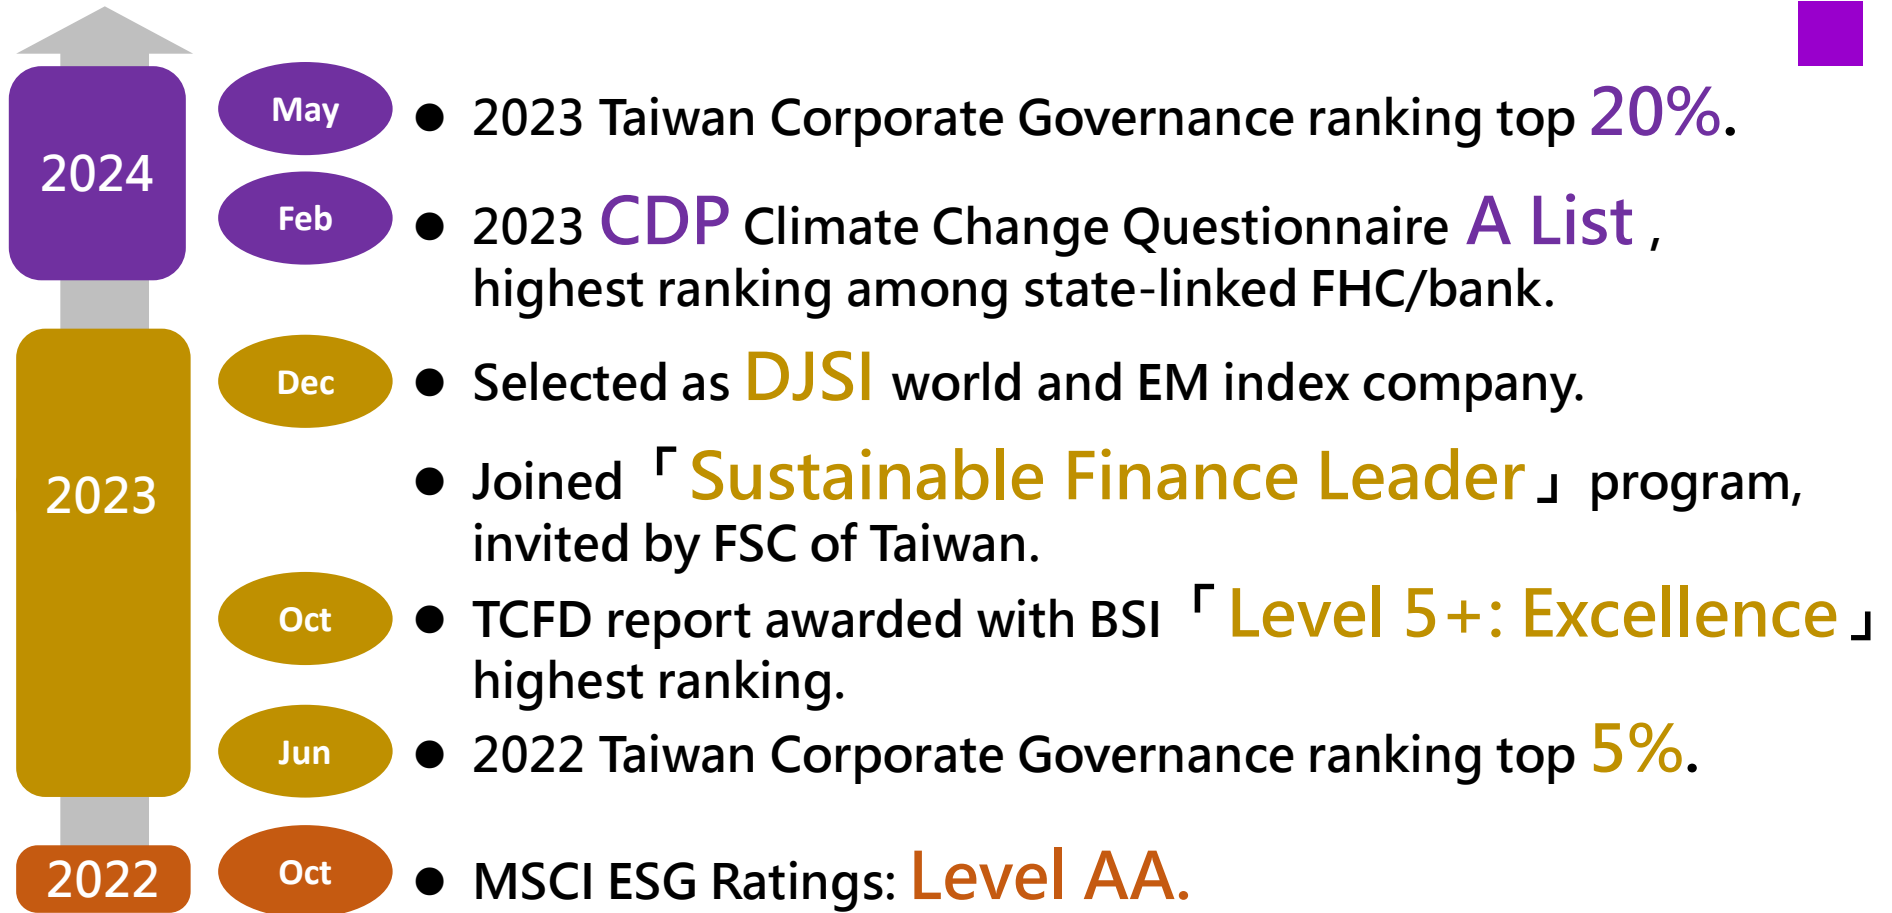 2024
May
● 2023 Taiwan Corporate Governance ranking top 20%.
Feb
● 2023 CDP Climate Change Questionnaire A List ,
highest ranking among state-linked FHC/bank.
2023
Dec
● Selected as DJSI world and EM index company.
● Joined「Sustainable Finance Leader」program,
invited by FSC of Taiwan.
Oct
● TCFD report awarded with BSI「Level 5+: Excellence」
highest ranking.
Jun
● 2022 Taiwan Corporate Governance ranking top 5%.
2022
Oct
● MSCI ESG Ratings: Level AA.